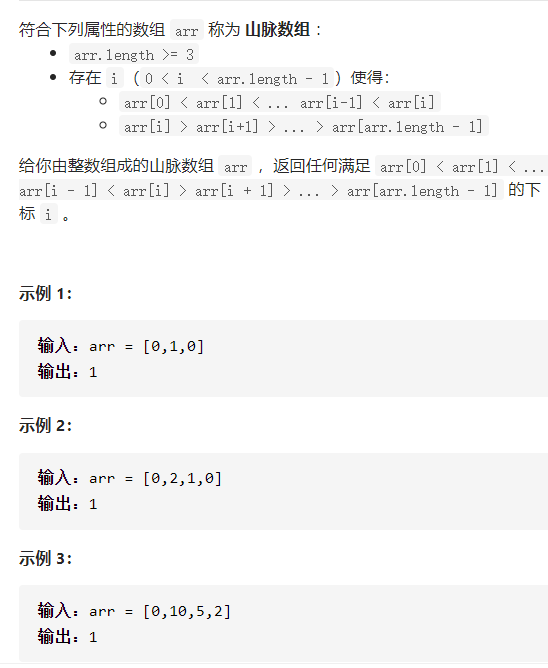 符合下列属性的数组 arr 称为 山脉数组 ：
arr.length >= 3
存在 i （ 0 < i < arr.length - 1 ）使得：
arr[0] < arr[1] < ... arr[i-1] < arr[i]
arr[i] > arr[i+1] > ... > arr[arr.length - 1]
给你由整数组成的山脉数组 arr ，返回任何满足 arr[0] < arr[1] < ...
arr[i - 1] < arr[i] > arr[i + 1] > ... > arr[arr.length - 1] 的下
标 i 。
示例 1：
输入：arr = [0,1,0]
输出：1
示例 2：
输入：arr = [0,2,1,0]
输出：1
示例 3：
输入：arr = [0,10,5,2]
输出：1